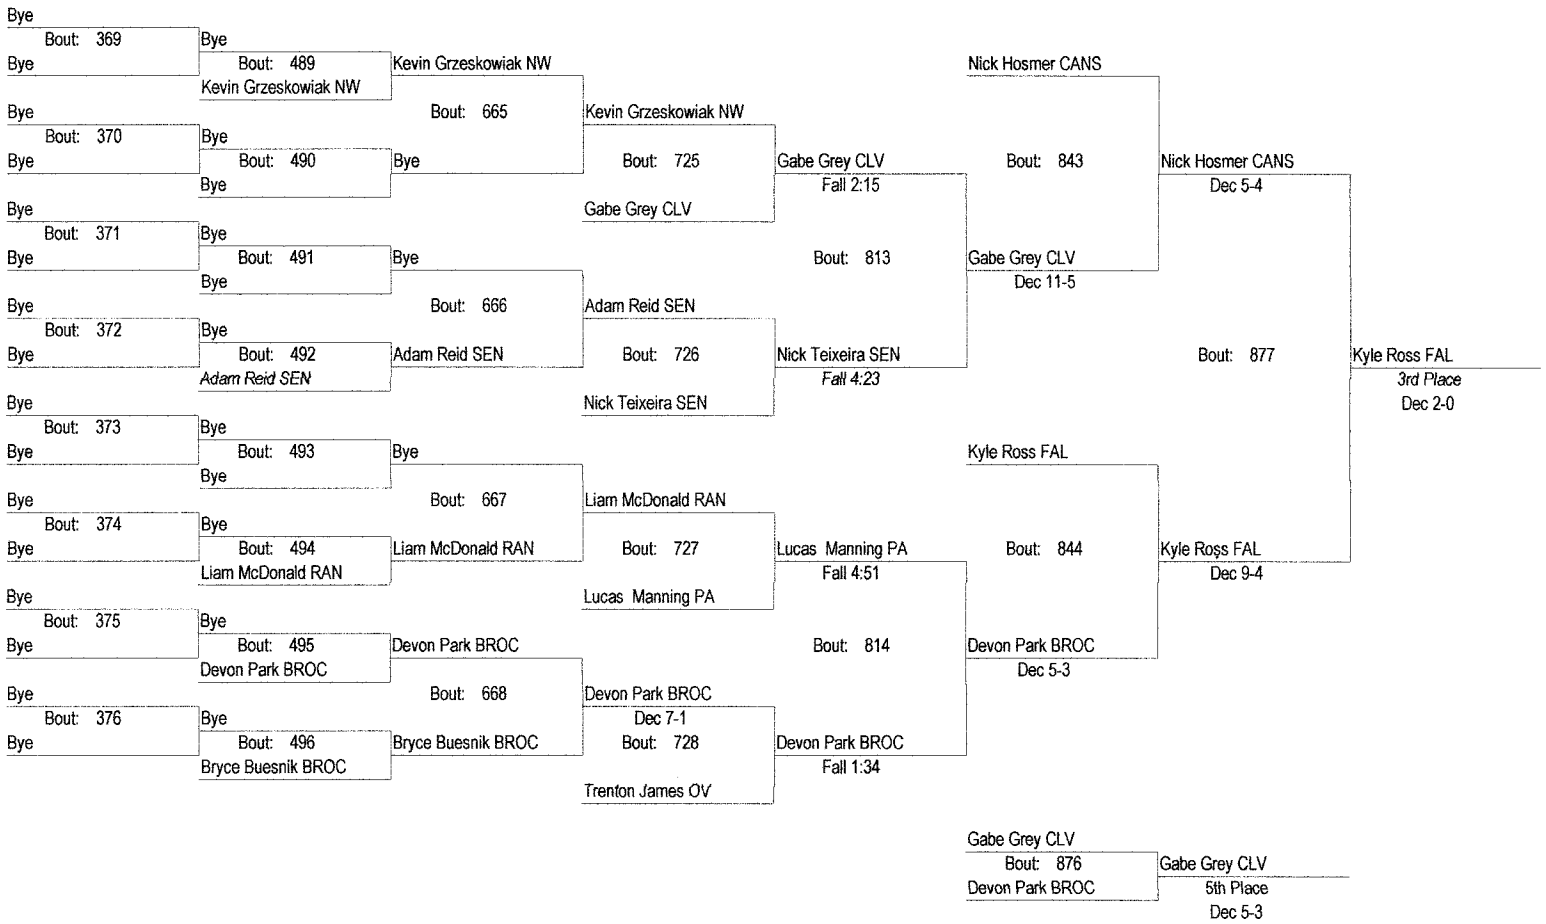 Bye
Bout: 369
Bye
Bye
Bout: 489
Kevin Grzeskowiak NW
Kevin Grzeskowiak NW
Bye
Bout: 370
Bye
Bye
Bout: 490
Bye
Bye
Bout: 665
Kevin Grzeskowiak NW
Bout: 725
Gabe Grey CLV
Gabe Grey CLV
Fall 2:15
Bye
Bout: 371
Bye
Bye
Bout: 491
Bye
Bye
Bye
Bout: 372
Bye
Bye
Bout: 492
Adam Reid SEN
Adam Reid SEN
Bout: 666
Adam Reid SEN
Bout: 726
Nick Teixeira SEN
Nick Teixeira SEN
Fall 4:23
Bout: 813
Gabe Grey CLV
Dec 11-5
Nick Hosmer CANS
Bout: 843
Nick Hosmer CANS
Dec 5-4
Bye
Bout: 373
Bye
Bye
Bout: 493
Bye
Bye
Bye
Bout: 374
Bye
Bye
Bout: 494
Liam McDonald RAN
Liam McDonald RAN
Bout: 667
Liam McDonald RAN
Bout: 727
Lucas Manning PA
Lucas Manning PA
Fall 4:51
Bye
Bout: 375
Bye
Bye
Bout: 495
Devon Park BROC
Devon Park BROC
Bye
Bout: 376
Bye
Bye
Bout: 496
Bryce Buesnik BROC
Bryce Buesnik BROC
Bout: 668
Devon Park BROC
Dec 7-1
Bout: 728
Trenton James OV
Devon Park BROC
Fall 1:34
Bout: 814
Devon Park BROC
Dec 5-3
Kyle Ross FAL
Bout: 844
Kyle Ross FAL
Dec 9-4
Bout: 877
Kyle Ross FAL
3rd Place
Dec 2-0
Gabe Grey CLV
Bout: 876
Devon Park BROC
Gabe Grey CLV
5th Place
Dec 5-3